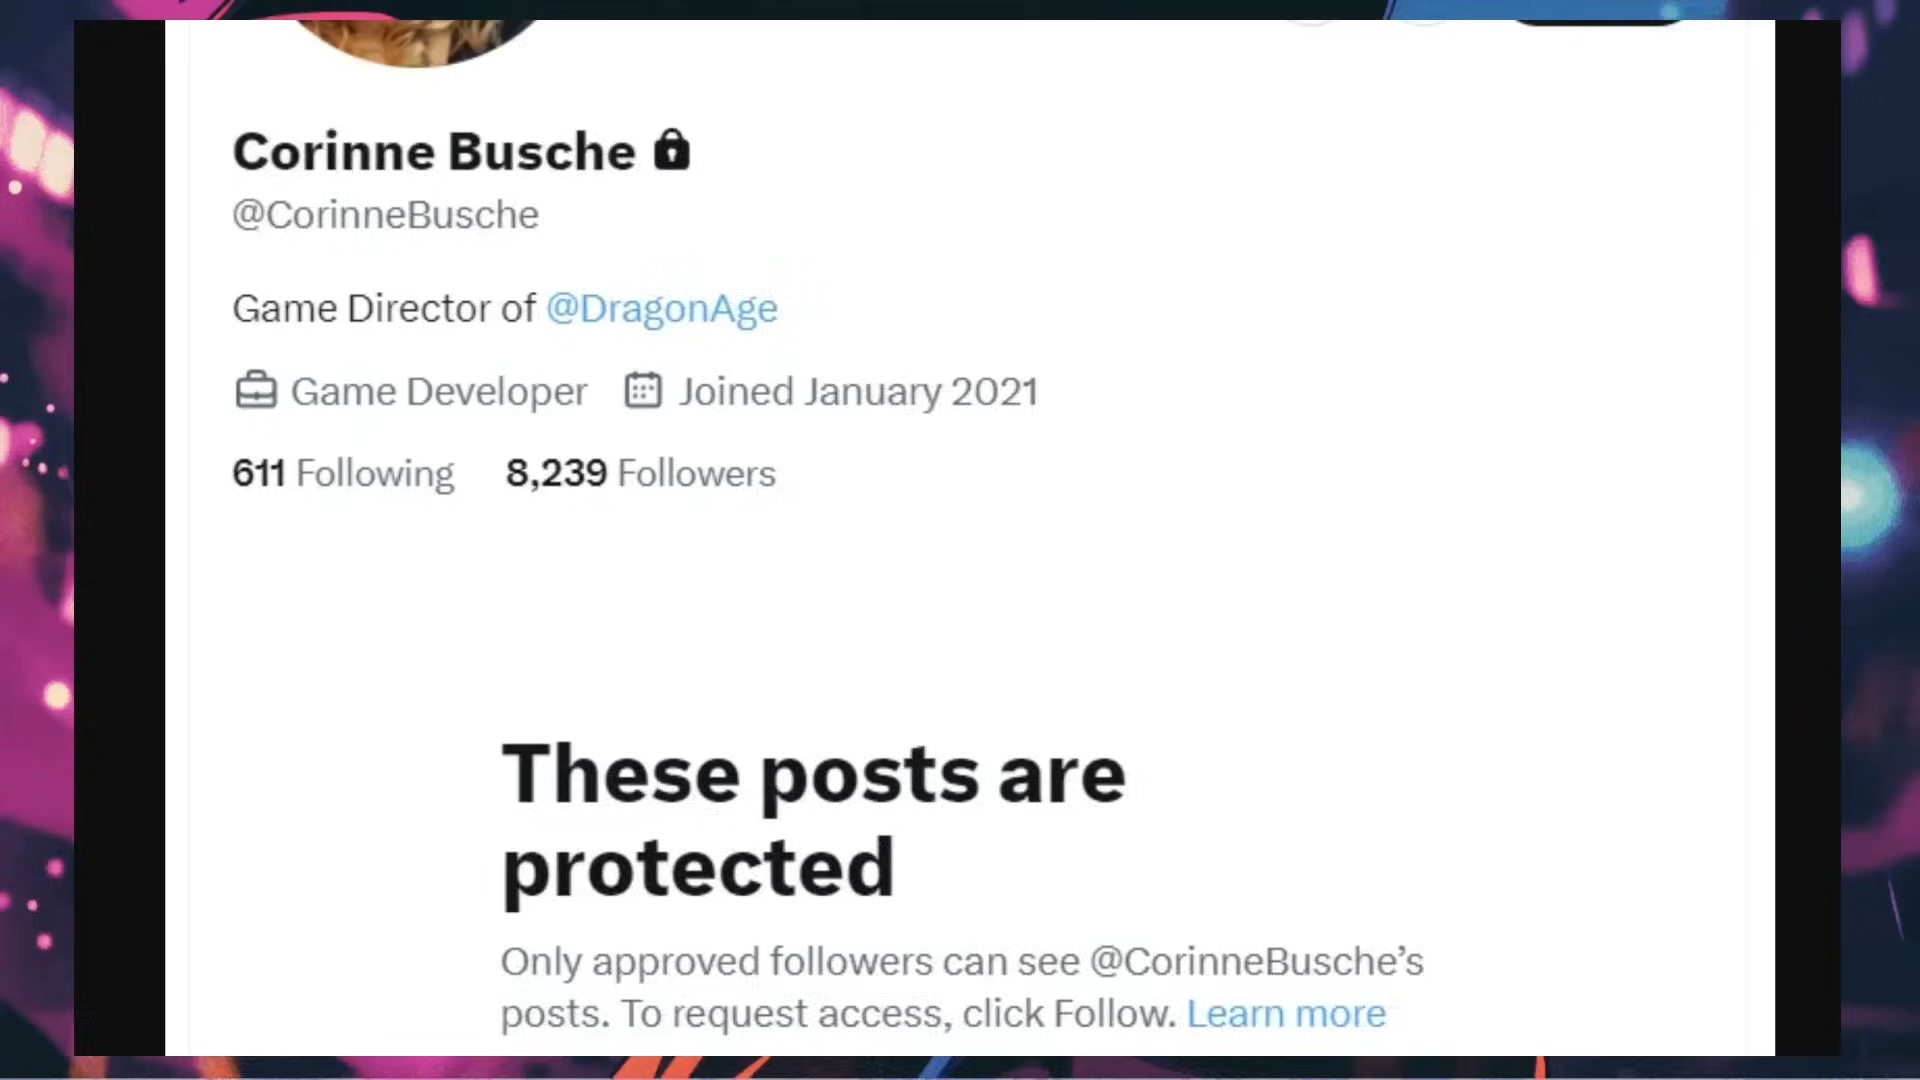 Corinne Busche
@CorinneBusche
Game Director of @DragonAge
Game Developer Joined January 2021
611 Following 8,239 Followers
These posts are
protected
Only approved followers can see @CorinneBusche’s
posts. To request access, click Follow. Learn more